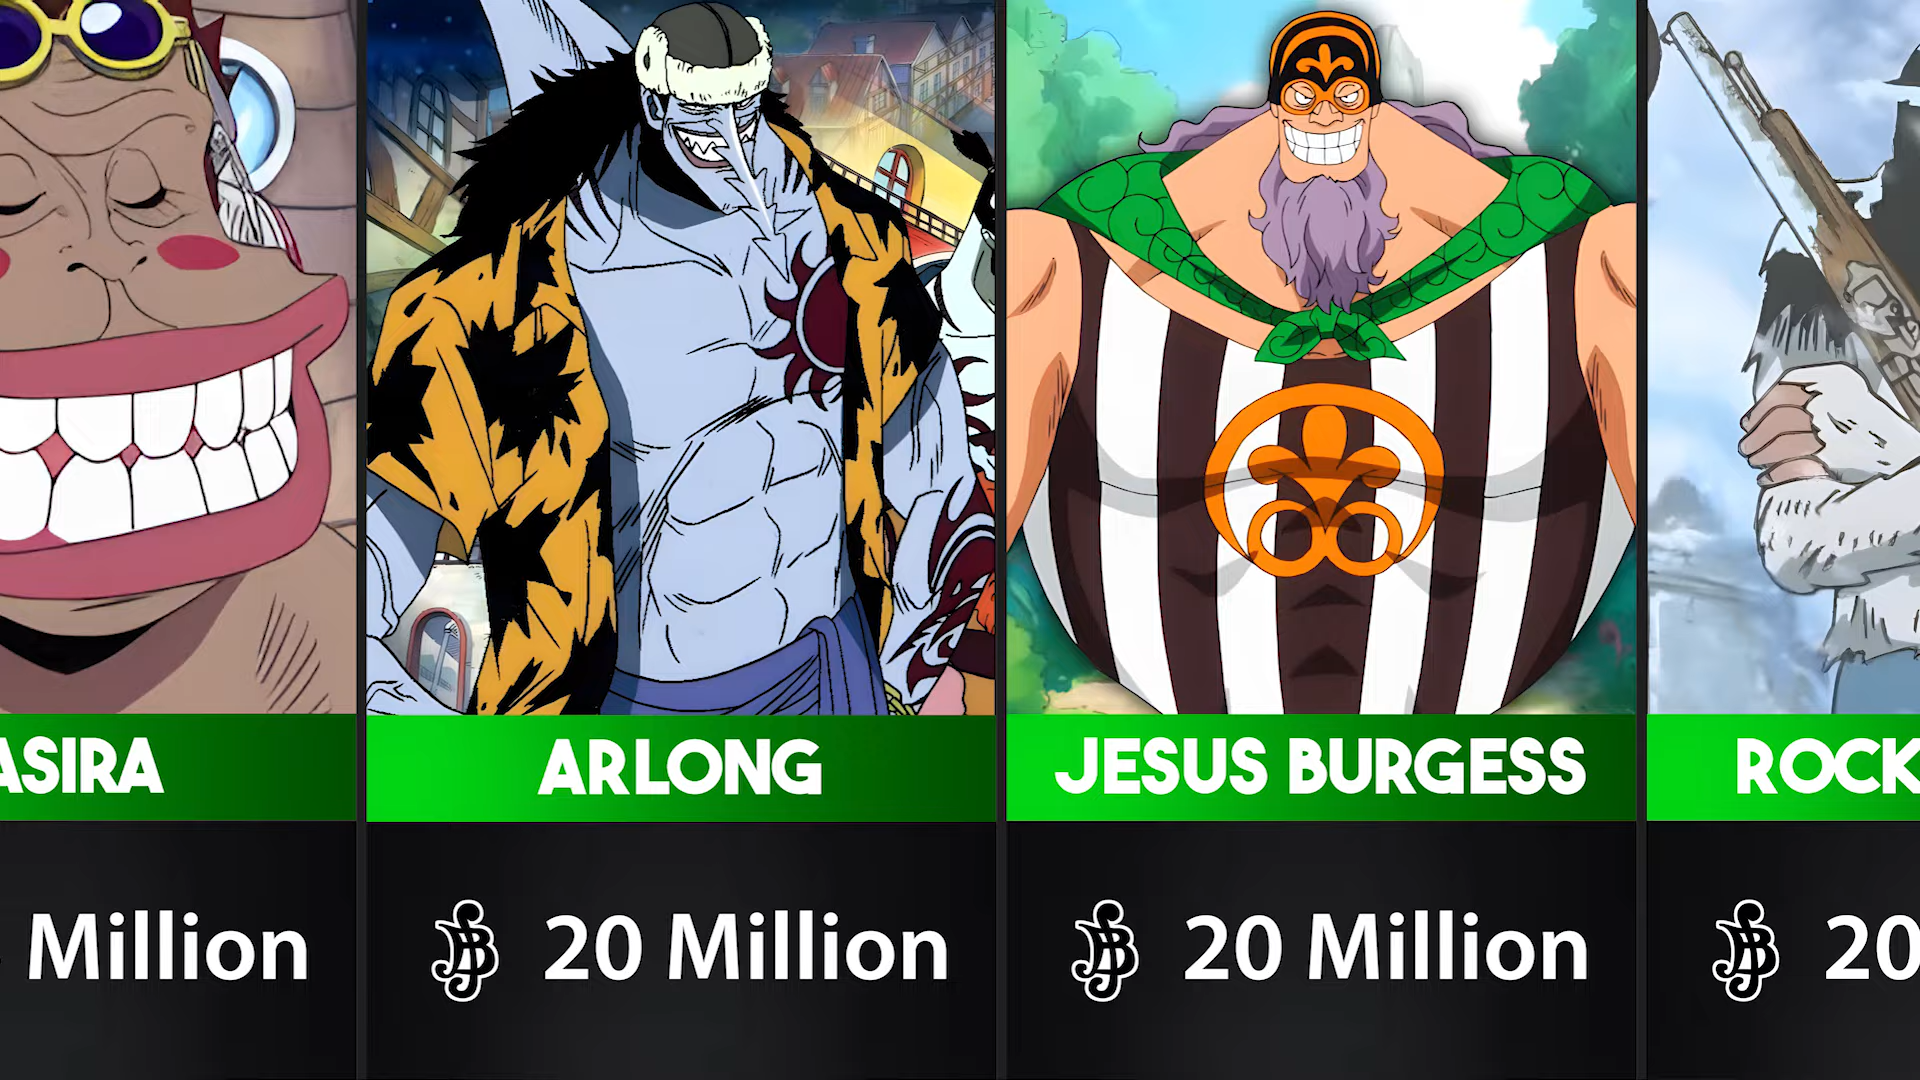 ASIRA
ARLONG
JESUS BURGESS
ROCK
Million
20 Million
20 Million
20